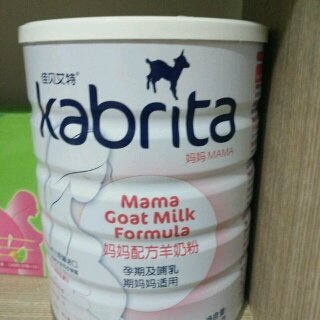 佳贝艾特®
kabrita
妈妈 MAMA
Mama
Goat Milk
Formula
妈妈配方羊奶粉
孕期及哺乳
期妈妈适用